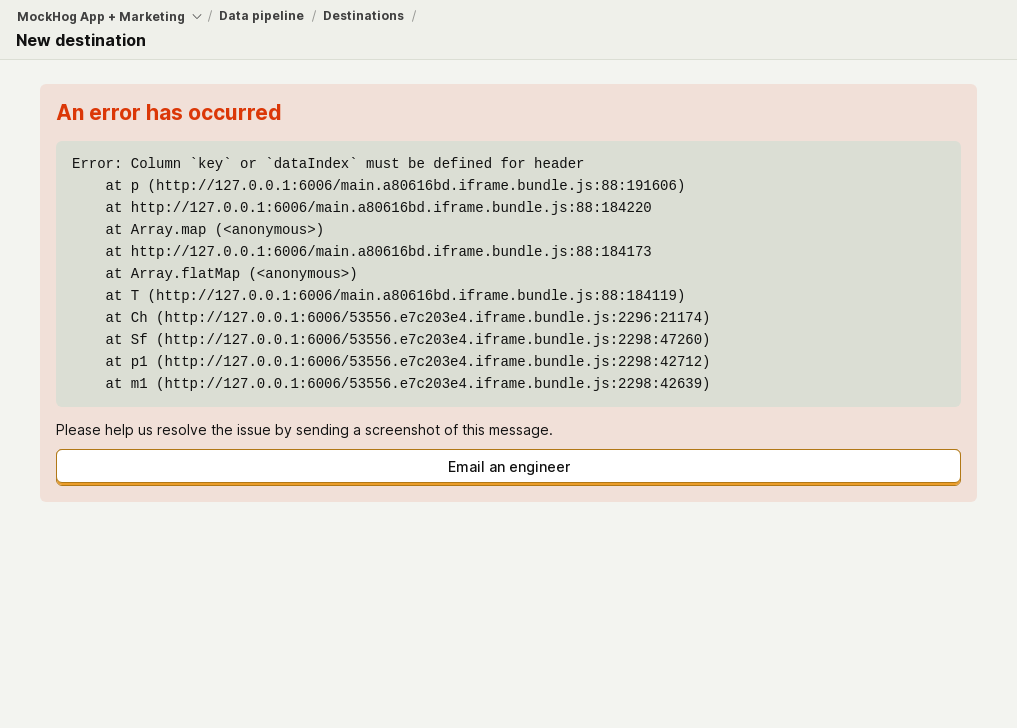 MockHog App + Marketing / Data pipeline / Destinations /
New destination
An error has occurred
Error: Column `key` or `dataIndex` must be defined for header
    at p (http://127.0.0.1:6006/main.a80616bd.iframe.bundle.js:88:191606)
    at http://127.0.0.1:6006/main.a80616bd.iframe.bundle.js:88:184220
    at Array.map (<anonymous>)
    at http://127.0.0.1:6006/main.a80616bd.iframe.bundle.js:88:184173
    at Array.flatMap (<anonymous>)
    at T (http://127.0.0.1:6006/main.a80616bd.iframe.bundle.js:88:184119)
    at Ch (http://127.0.0.1:6006/53556.e7c203e4.iframe.bundle.js:2296:21174)
    at Sf (http://127.0.0.1:6006/53556.e7c203e4.iframe.bundle.js:2298:47260)
    at p1 (http://127.0.0.1:6006/53556.e7c203e4.iframe.bundle.js:2298:42712)
    at m1 (http://127.0.0.1:6006/53556.e7c203e4.iframe.bundle.js:2298:42639)
Please help us resolve the issue by sending a screenshot of this message.
Email an engineer